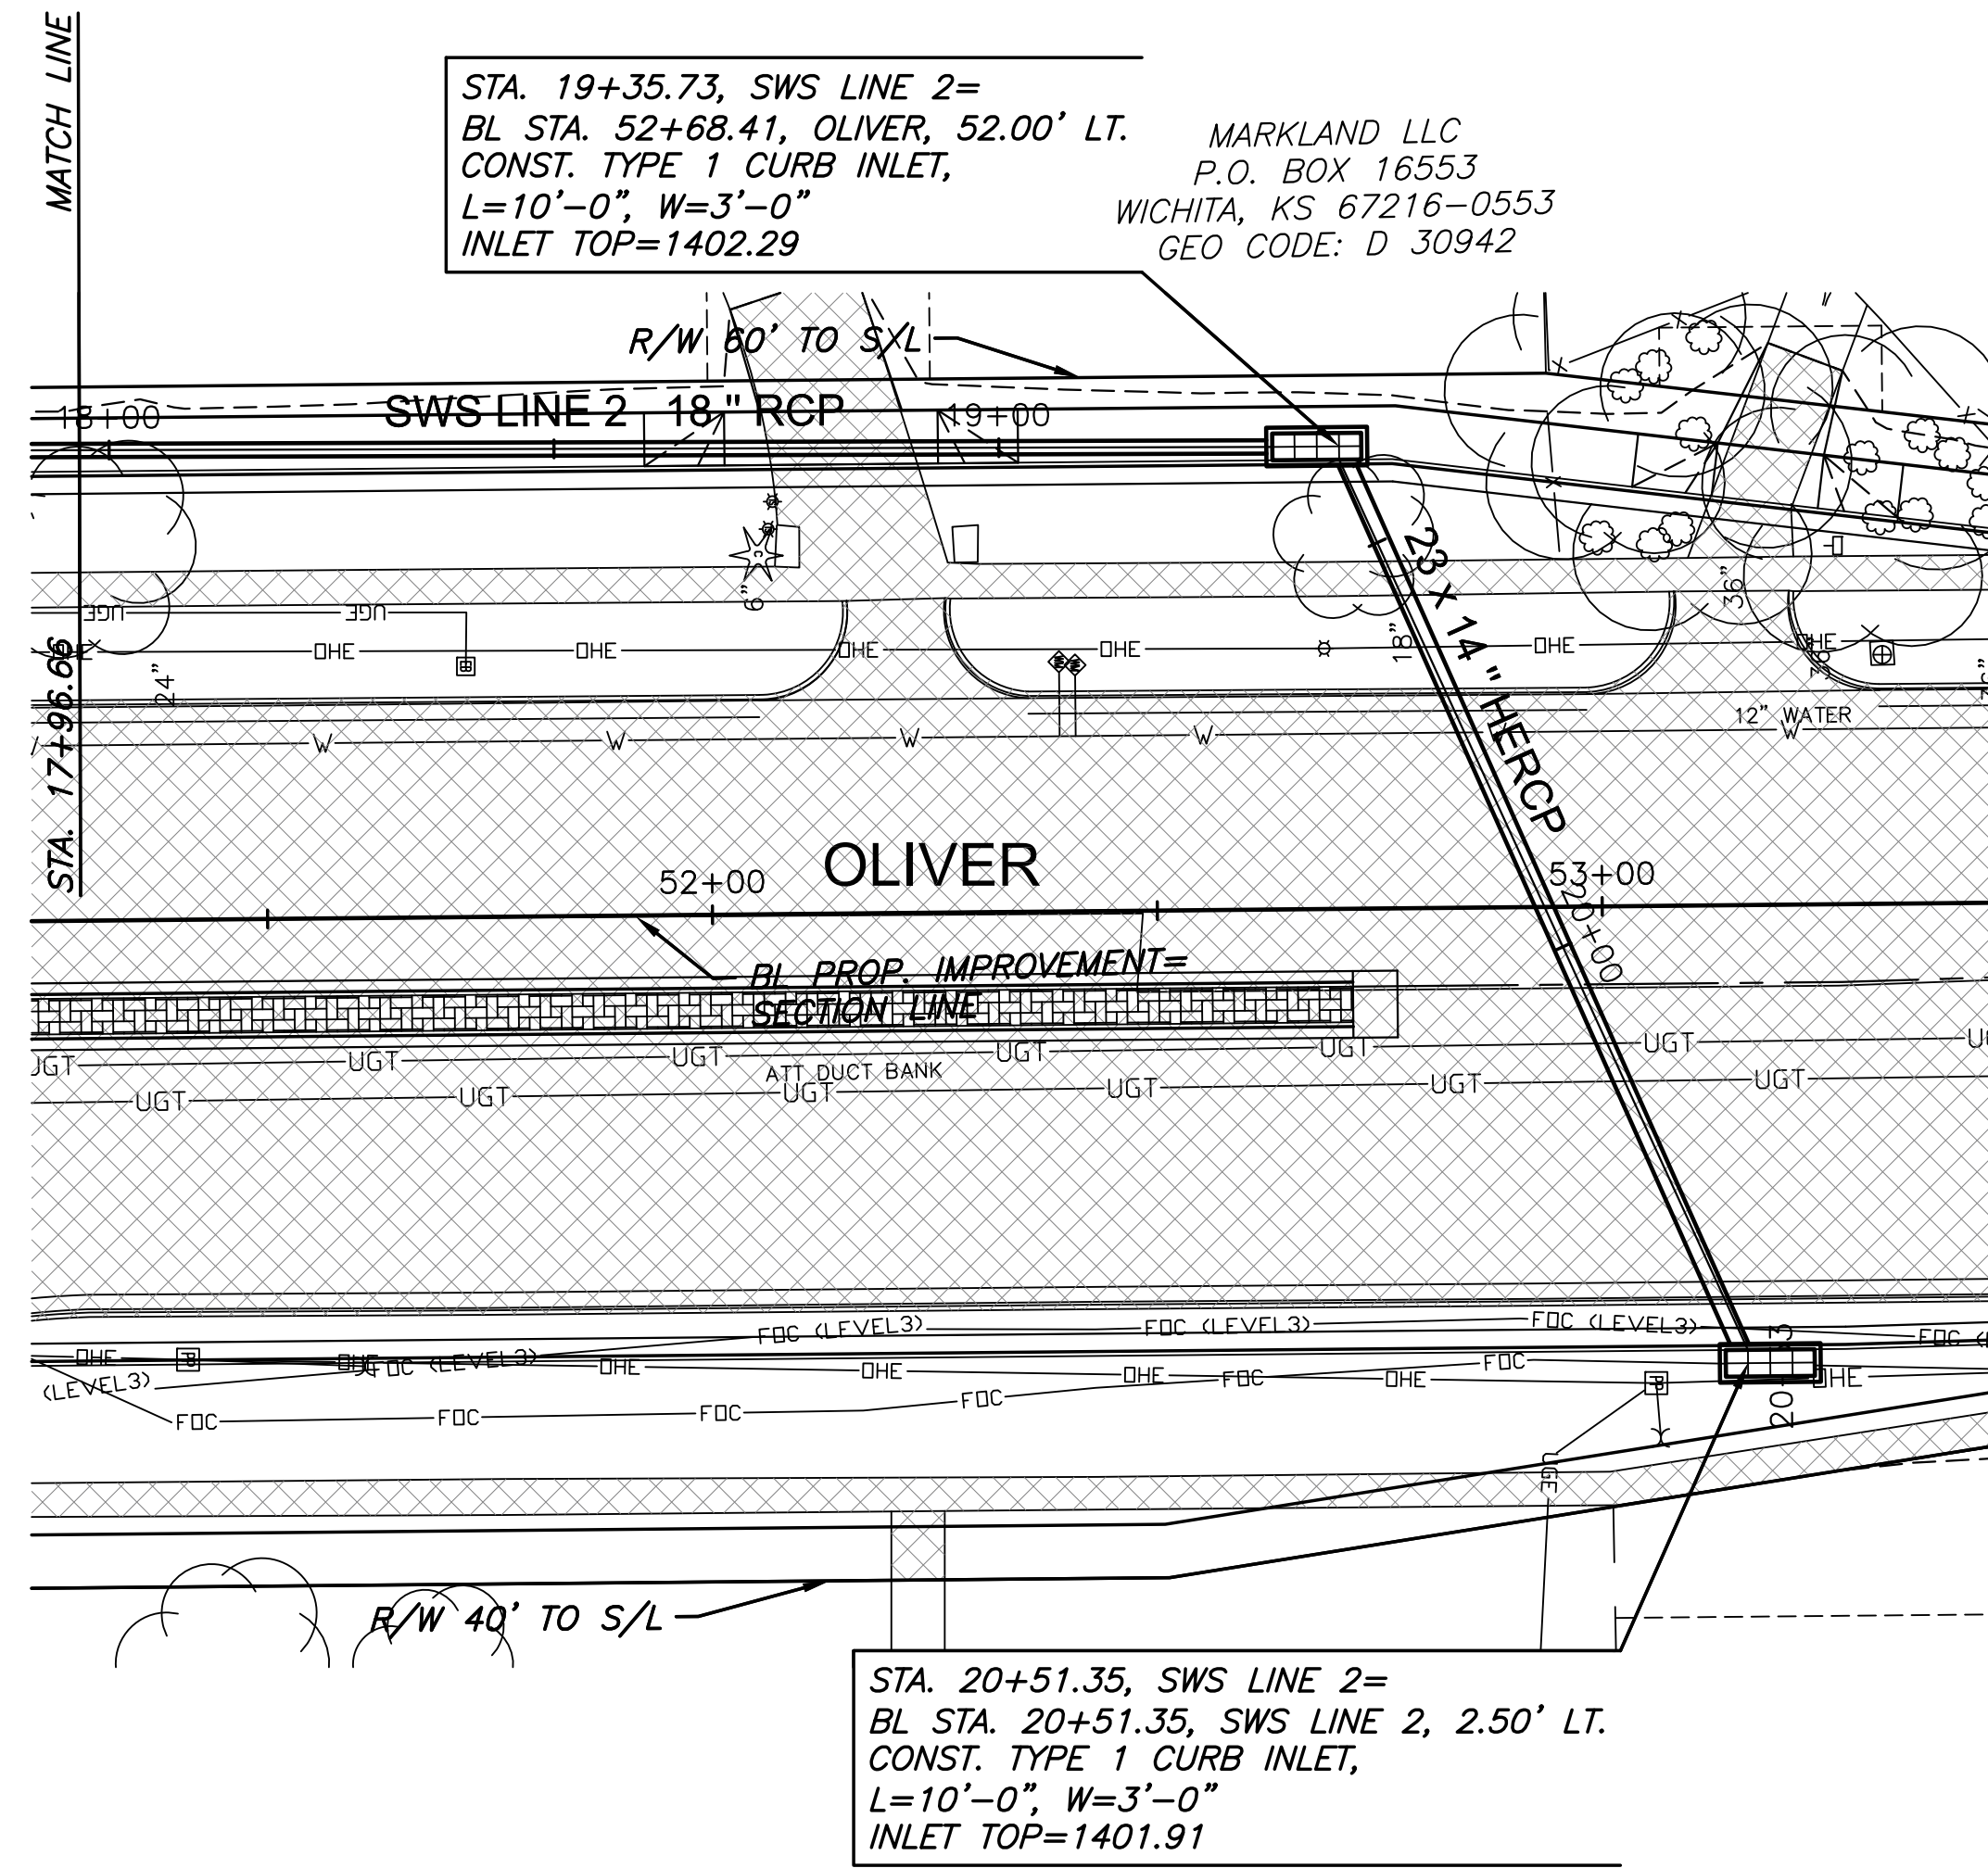 MATCH LINE
STA. 17+96.66
STA. 19+35.73, SWS LINE 2=
BL STA. 52+68.41, OLIVER, 52.00' LT.
CONST. TYPE 1 CURB INLET,
L=10'-0", W=3'-0"
INLET TOP=1402.29
MARKLAND LLC
P.O. BOX 16553
WICHITA, KS 67216-0553
GEO CODE: D 30942
R/W 60' TO S/L
18+00
SWS LINE 2 18 " RCP
19+00
23 x 14 " HERCP
6"
36"
UGE
UGE
18"
OHE
OHE
OHE
OHE
OHE
OHE
36"
24"
12" WATER
W
W
W
W
W
OLIVER
52+00
53+00
20+00
BL PROP. IMPROVEMENT=
SECTION LINE
UGT
UGT
UGT
UGT
UGT
UGT
ATT DUCT BANK
UGT
UGT
UGT
UGT
UGT
UGT
FOC (LEVEL3)
FOC (LEVEL3)
FOC (LEVEL3)
OHE
OHE
FOC (LEVEL3)
OHE
OHE
OHE
FOC
OHE
OHE
(LEVEL3)
FOC
FOC
FOC
FOC
FOC
UGE
R/W 40' TO S/L
STA. 20+51.35, SWS LINE 2=
BL STA. 20+51.35, SWS LINE 2, 2.50' LT.
CONST. TYPE 1 CURB INLET,
L=10'-0", W=3'-0"
INLET TOP=1401.91